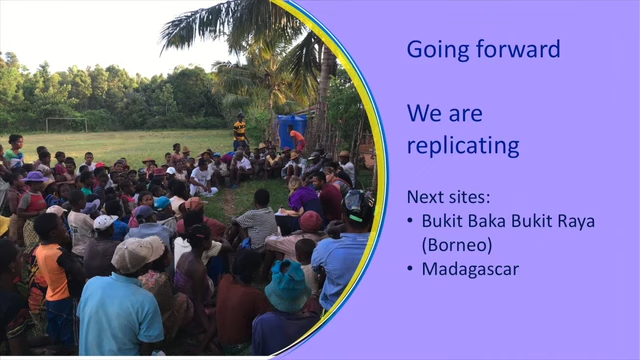 Going forward
We are
replicating
Next sites:
• Bukit Baka Bukit Raya
(Borneo)
• Madagascar